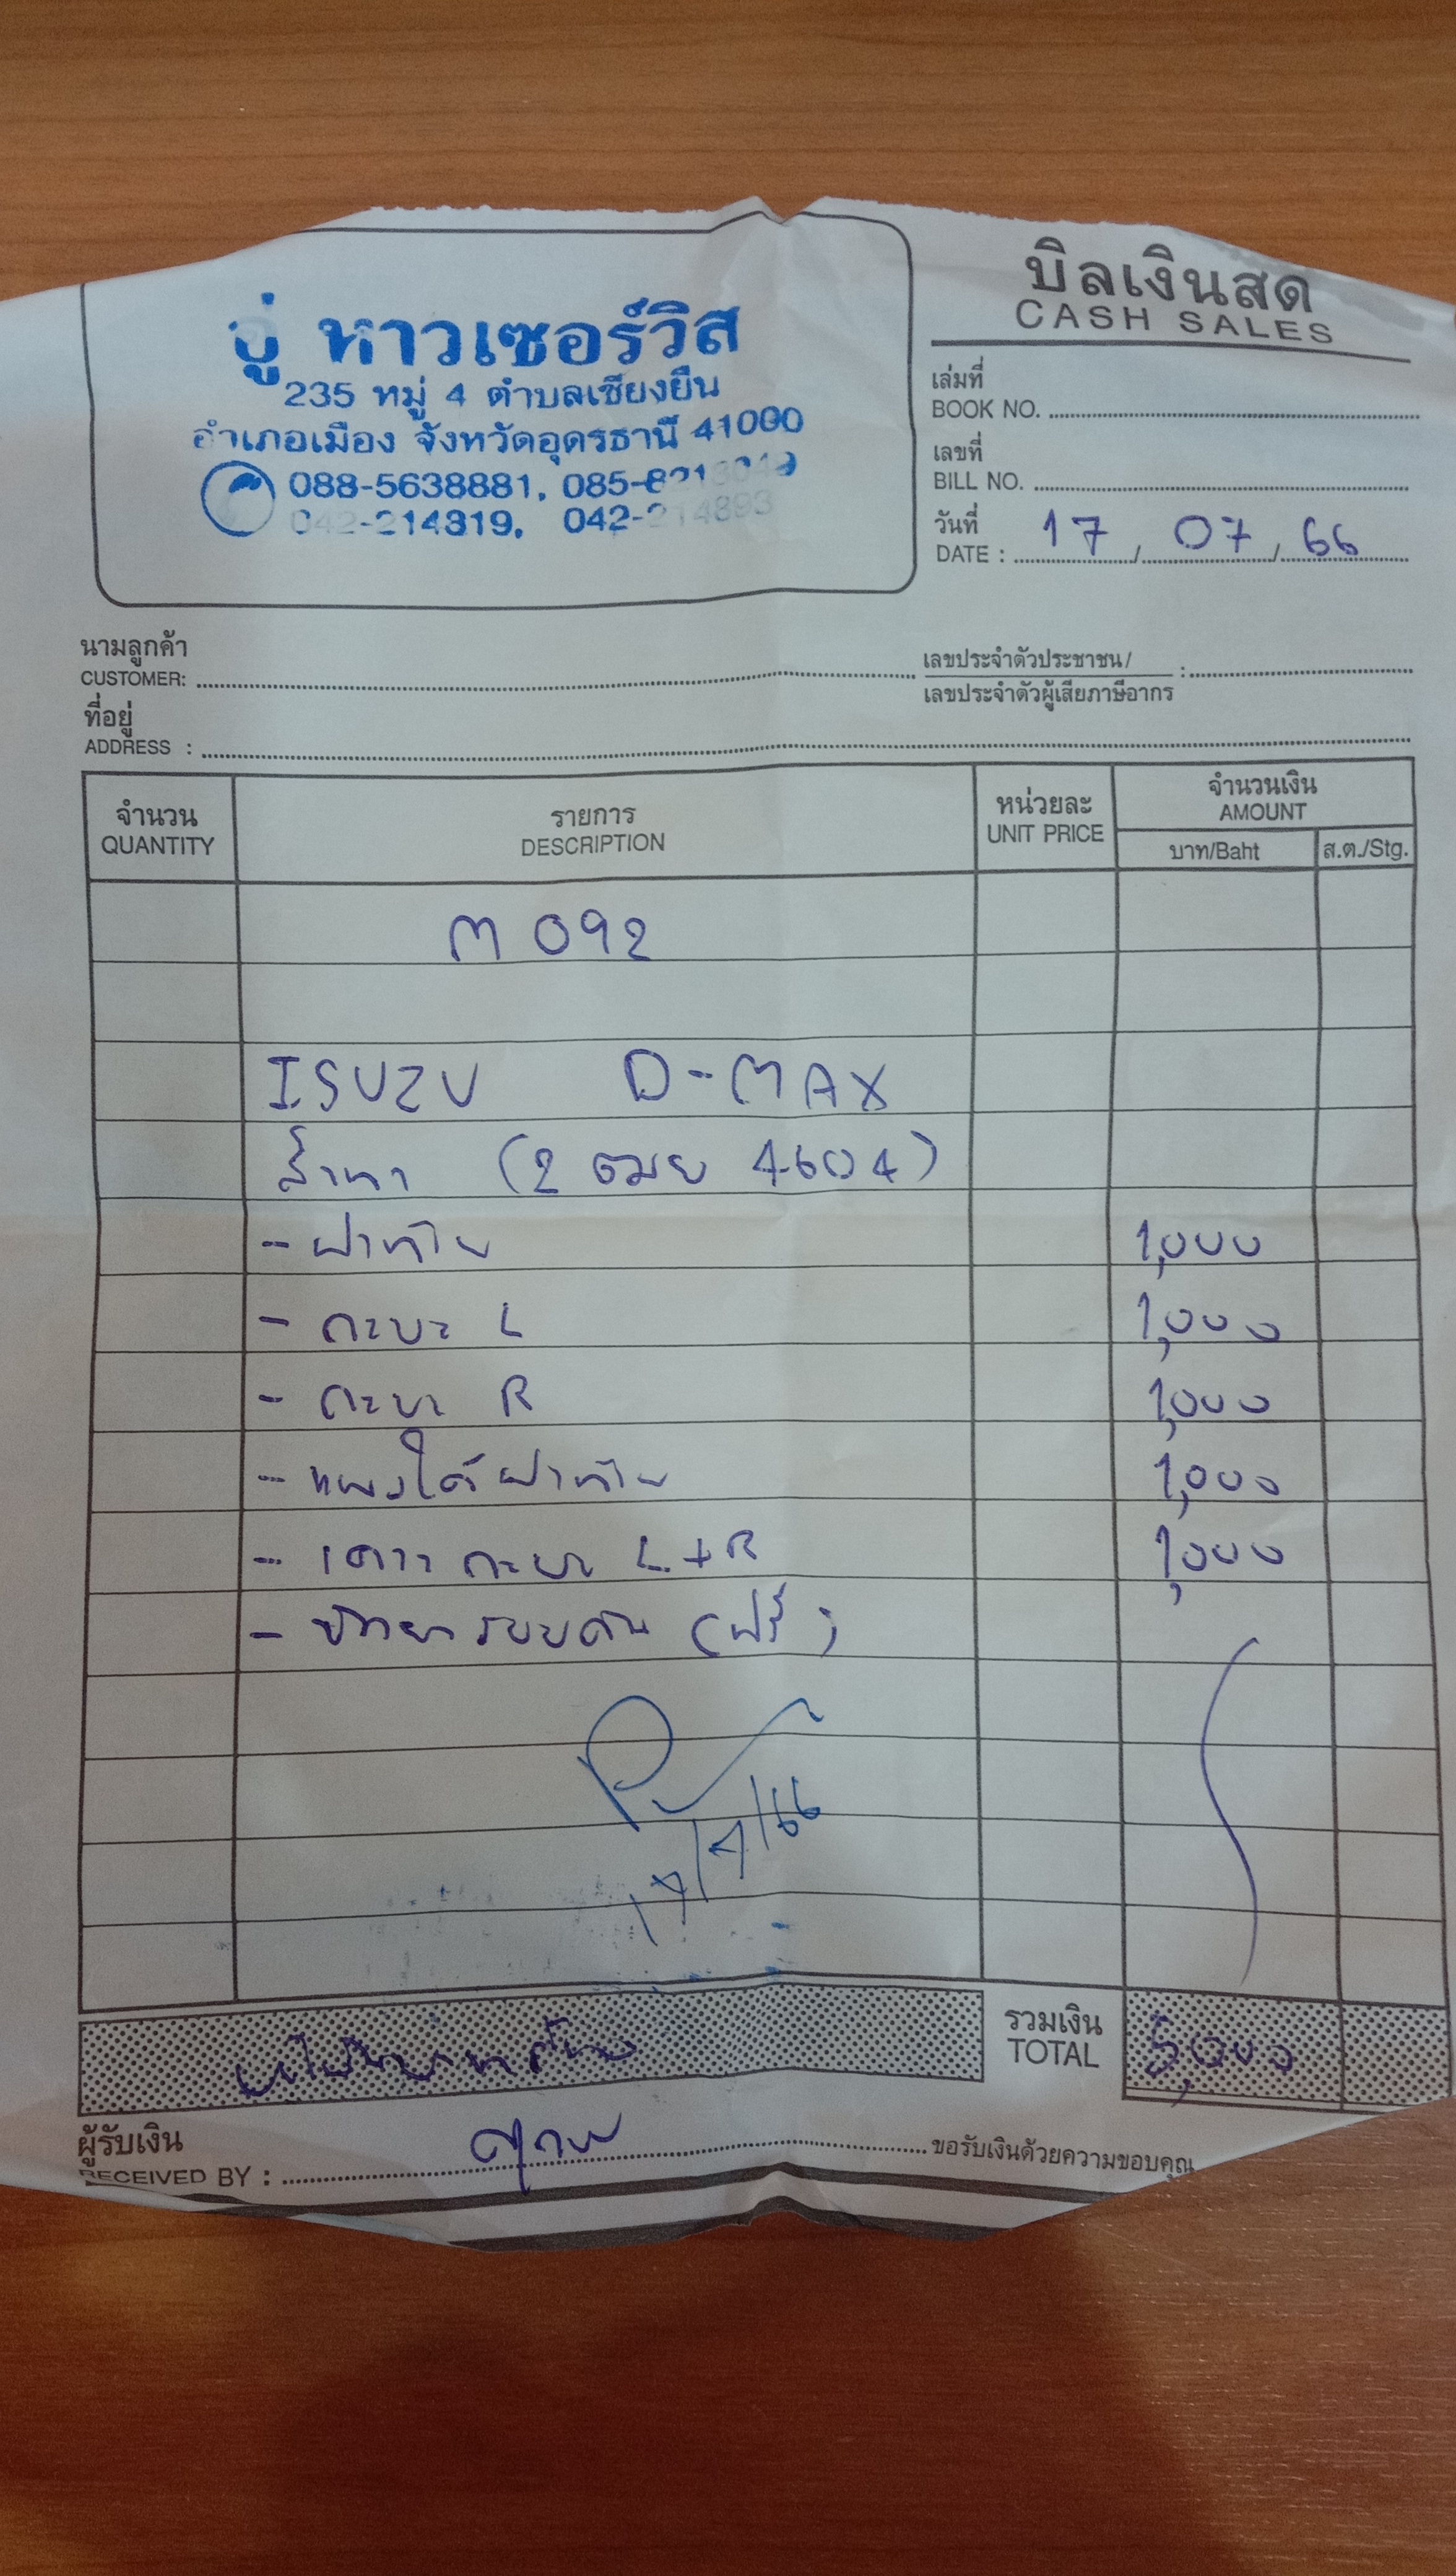 อู่ หาวเซอร์วิส
235 หมู่ 4 ตำบลเชียงยืน
อำเภอเมือง จังหวัดอุดรธานี 41000
088-5638881, 085-8213049
042-214319, 042-214893
บิลเงินสด
CASH SALES
เล่มที่
BOOK NO.
เลขที่
BILL NO.
วันที่
DATE : 17 / 07 / 66
นามลูกค้า
CUSTOMER:
เลขประจำตัวประชาชน/
เลขประจำตัวผู้เสียภาษีอากร :
ที่อยู่
ADDRESS :
จำนวน
QUANTITY
รายการ
DESCRIPTION
หน่วยละ
UNIT PRICE
จำนวนเงิน
AMOUNT
บาท/Baht
ส.ต./Stg.
M 092
ISUZU D-MAX
สีเทา (2 ฒย 4604)
- ฝาท้าย 1,000
- กะบะ L 1,000
- กะบะ R 1,000
- แผงใต้ฝาท้าย 1,000
- เสากะบะ L+R 1,000
(ฟรี)
17/7/66
รวมเงิน
TOTAL
5,000
ผู้รับเงิน
RECEIVED BY :
ขอรับเงินด้วยความขอบคุณ